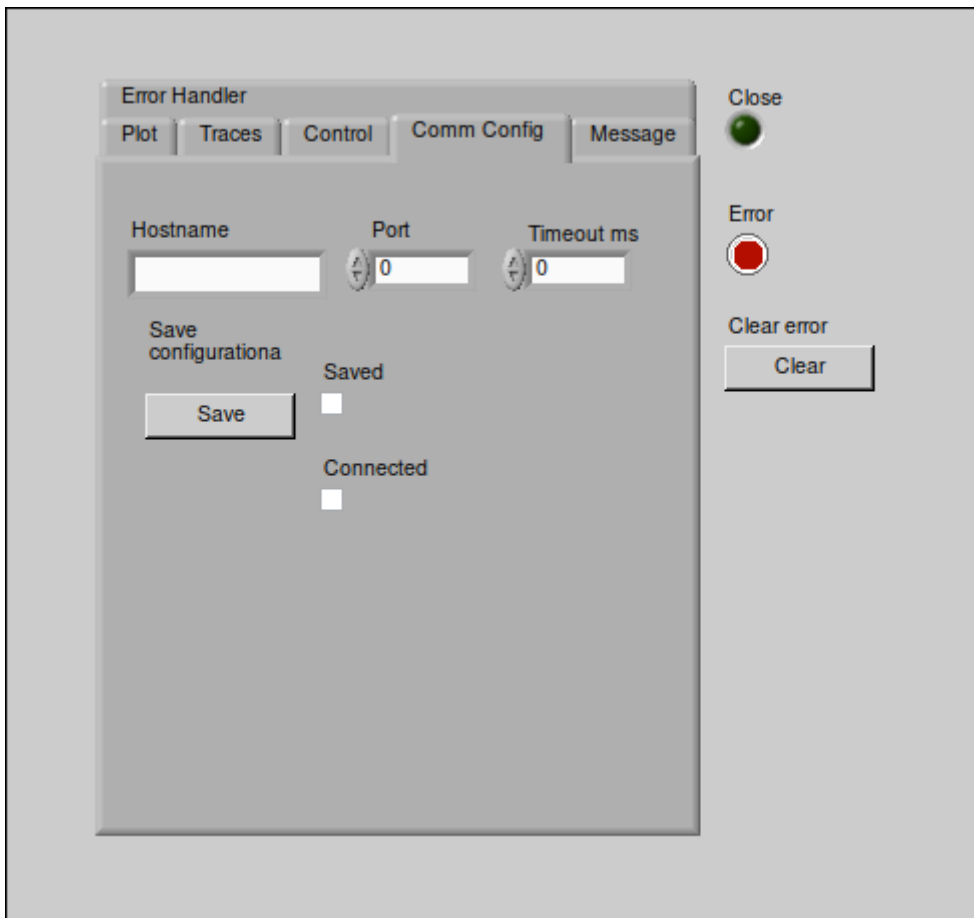 Error Handler
Close
Plot Traces Control Comm Config Message
Hostname Port Timeout ms
Error
0 0
Save
configurationa
Clear error
Clear
Saved
Save
Connected